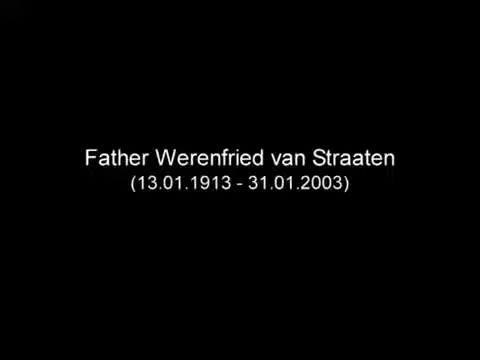 Father Werenfried van Straaten
(13.01.1913 - 31.01.2003)